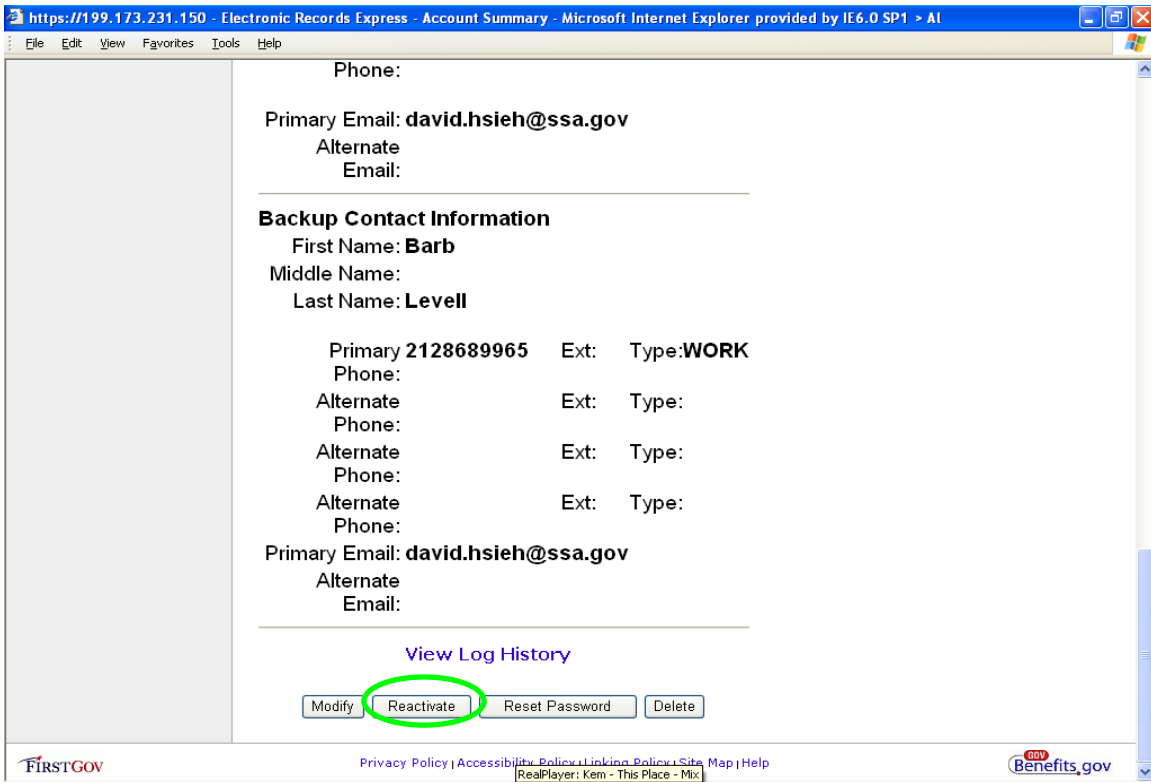 https://199.173.231.150 - Electronic Records Express - Account Summary - Microsoft Internet Explorer provided by IE6.0 SP1 > Al
File Edit View Favorites Tools Help
Phone:
Primary Email: david.hsieh@ssa.gov
Alternate
Email:
Backup Contact Information
First Name: Barb
Middle Name:
Last Name: Levell
Primary 2128689965 Ext: Type:WORK
Phone:
Alternate Ext: Type:
Phone:
Alternate Ext: Type:
Phone:
Alternate Ext: Type:
Phone:
Primary Email: david.hsieh@ssa.gov
Alternate
Email:
View Log History
Modify Reactivate Reset Password Delete
FIRSTGOV Privacy Policy | Accessibility Policy | Linking Policy | Site Map | Help GOV Benefits.gov
RealPlayer: Kem - This Place - Mix